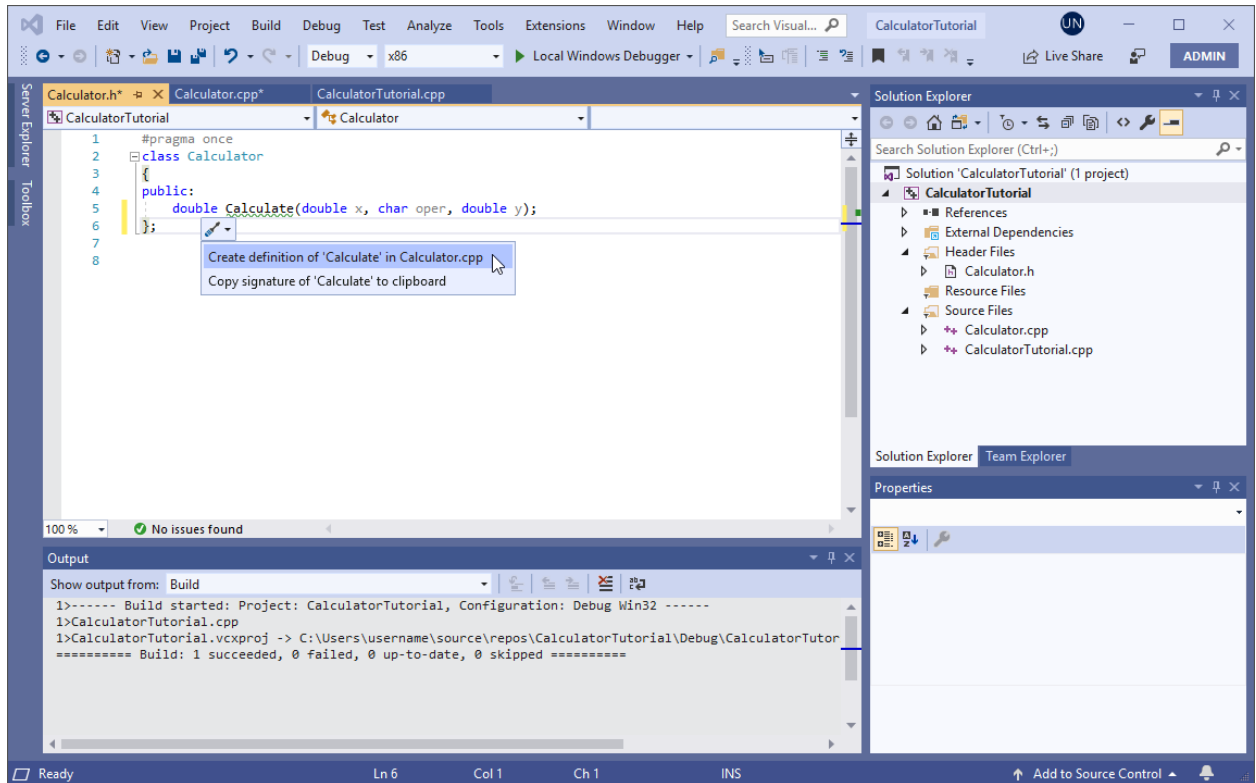 File Edit View Project Build Debug Test Analyze Tools Extensions Window Help Search Visual... CalculatorTutorial UN
Debug x86 Local Windows Debugger Live Share ADMIN
Server Explorer
Toolbox
Calculator.h* Calculator.cpp* CalculatorTutorial.cpp
CalculatorTutorial Calculator
1 #pragma once
2 class Calculator
3 {
4 public:
5 double Calculate(double x, char oper, double y);
6 };
7
8
Create definition of 'Calculate' in Calculator.cpp
Copy signature of 'Calculate' to clipboard
100 % No issues found
Output
Show output from: Build
1>------ Build started: Project: CalculatorTutorial, Configuration: Debug Win32 ------
1>CalculatorTutorial.cpp
1>CalculatorTutorial.vcxproj -> C:\Users\username\source\repos\CalculatorTutorial\Debug\CalculatorTutor
========== Build: 1 succeeded, 0 failed, 0 up-to-date, 0 skipped ==========
Solution Explorer
Search Solution Explorer (Ctrl+;)
Solution 'CalculatorTutorial' (1 project)
CalculatorTutorial
References
External Dependencies
Header Files
Calculator.h
Resource Files
Source Files
++ Calculator.cpp
++ CalculatorTutorial.cpp
Solution Explorer Team Explorer
Properties
Ready Ln 6 Col 1 Ch 1 INS Add to Source Control